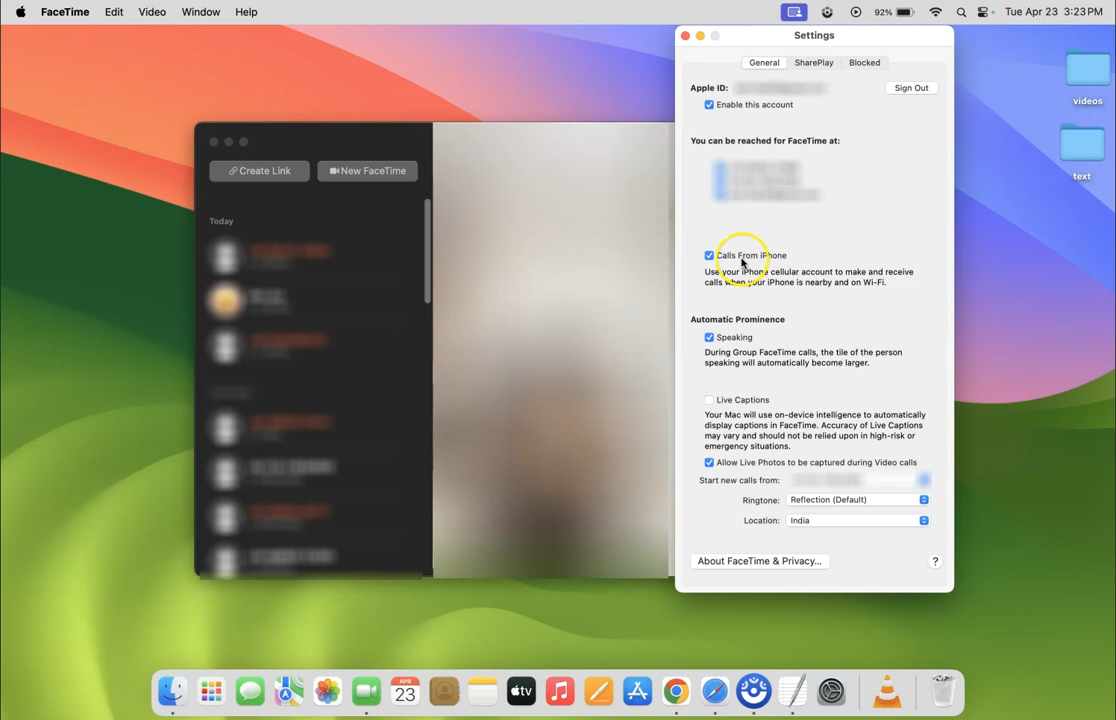 FaceTime Edit Video Window Help 92% Tue Apr 23 3:23 PM
videos
text
Create Link New FaceTime
Today
Settings
General SharePlay Blocked
Apple ID: Sign Out
Enable this account
You can be reached for FaceTime at:
Calls From iPhone
Use your iPhone cellular account to make and receive
calls when your iPhone is nearby and on Wi-Fi.
Automatic Prominence
Speaking
During Group FaceTime calls, the tile of the person
speaking will automatically become larger.
Live Captions
Your Mac will use on-device intelligence to automatically
display captions in FaceTime. Accuracy of Live Captions
may vary and should not be relied upon in high-risk or
emergency situations.
Allow Live Photos to be captured during Video calls
Start new calls from:
Ringtone: Reflection (Default)
Location: India
About FaceTime & Privacy... ?
APR
23
tv